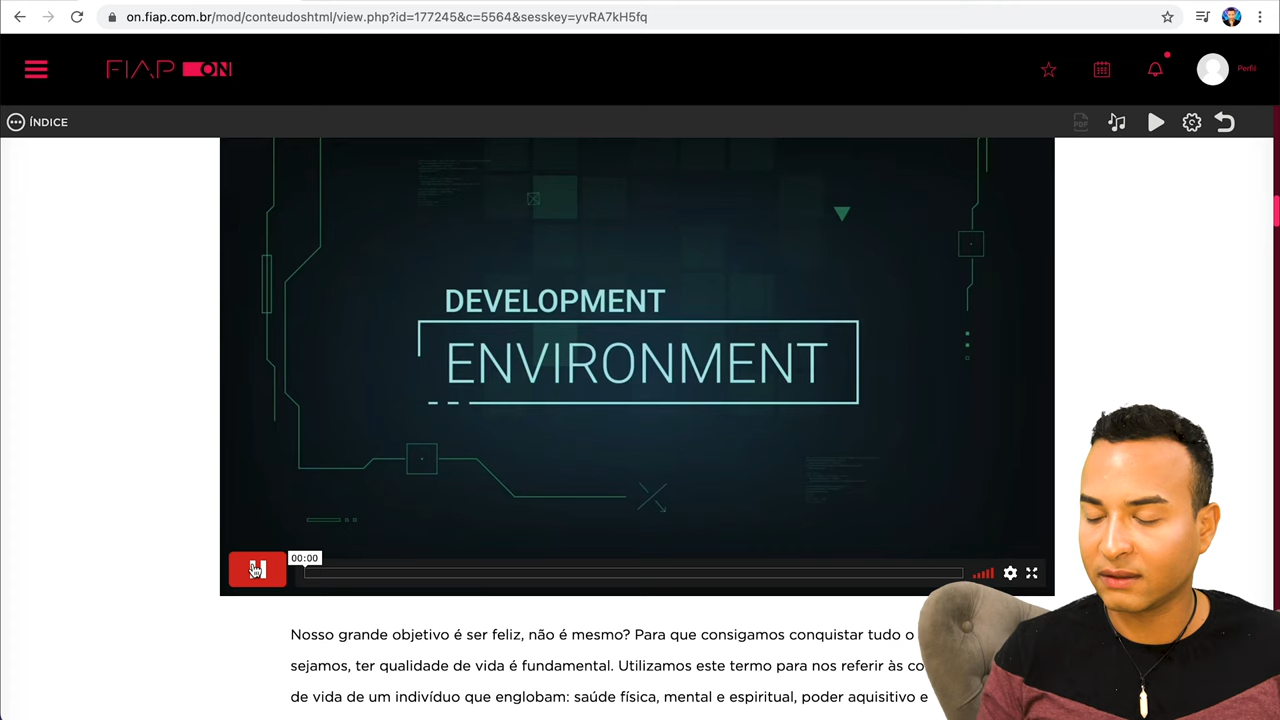 on.fiap.com.br/mod/conteudoshtml/view.php?id=177245&c=5564&sesskey=yvRA7kH5fq
FIAP ON
Perfil
ÍNDICE
PDF
DEVELOPMENT
ENVIRONMENT
00:00
Nosso grande objetivo é ser feliz, não é mesmo? Para que consigamos conquistar tudo o
sejamos, ter qualidade de vida é fundamental. Utilizamos este termo para nos referir às co
de vida de um indivíduo que englobam: saúde física, mental e espiritual, poder aquisitivo e